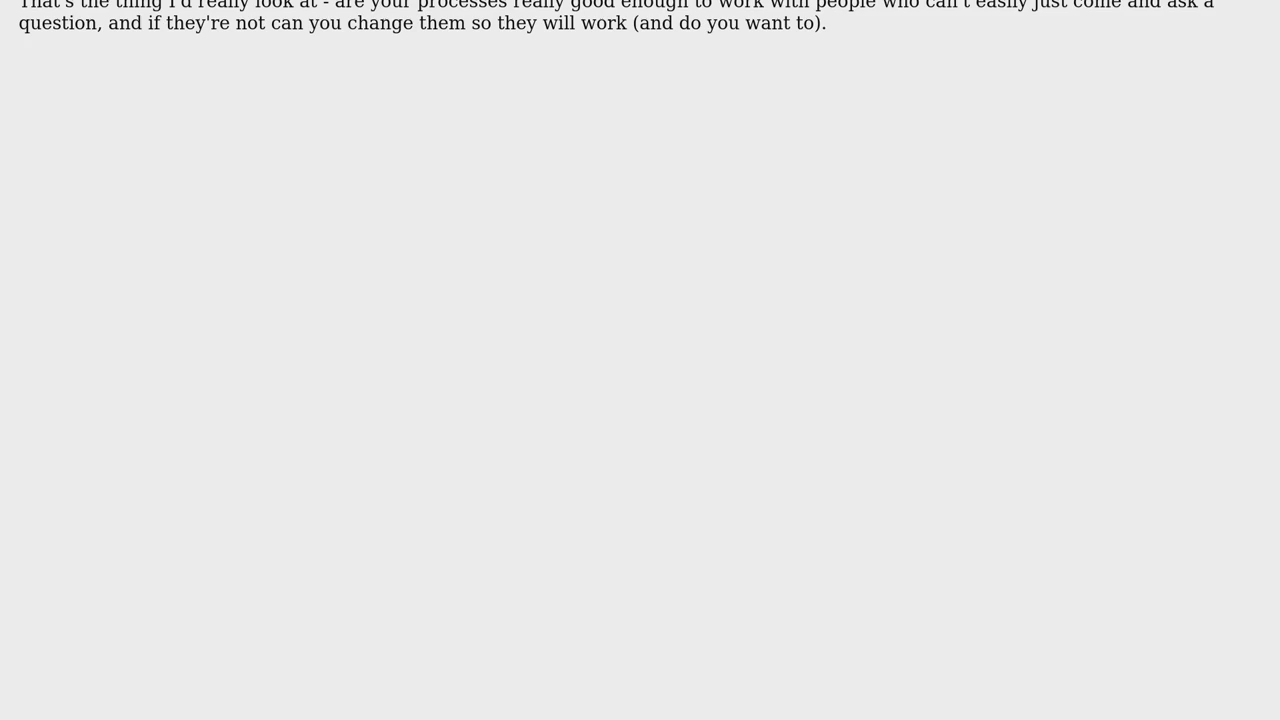 That's the thing I'd really look at - are your processes really good enough to work with people who can't easily just come and ask a
question, and if they're not can you change them so they will work (and do you want to).